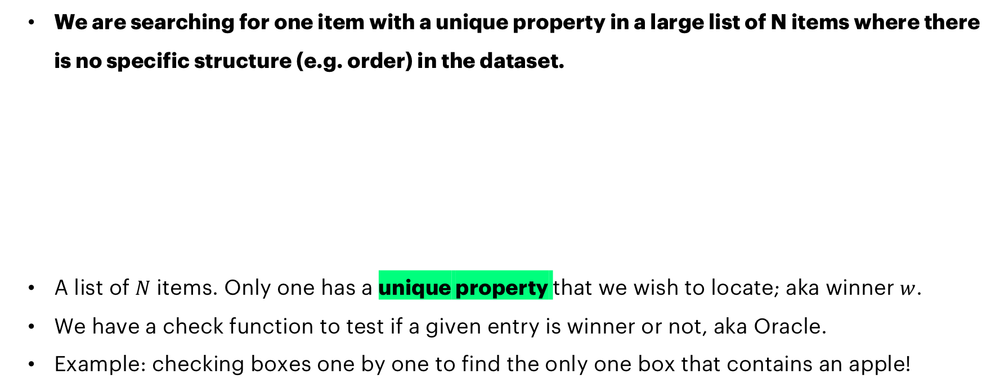 • We are searching for one item with a unique property in a large list of N items where there
is no specific structure (e.g. order) in the dataset.
• A list of N items. Only one has a unique property that we wish to locate; aka winner w.
• We have a check function to test if a given entry is winner or not, aka Oracle.
• Example: checking boxes one by one to find the only one box that contains an apple!